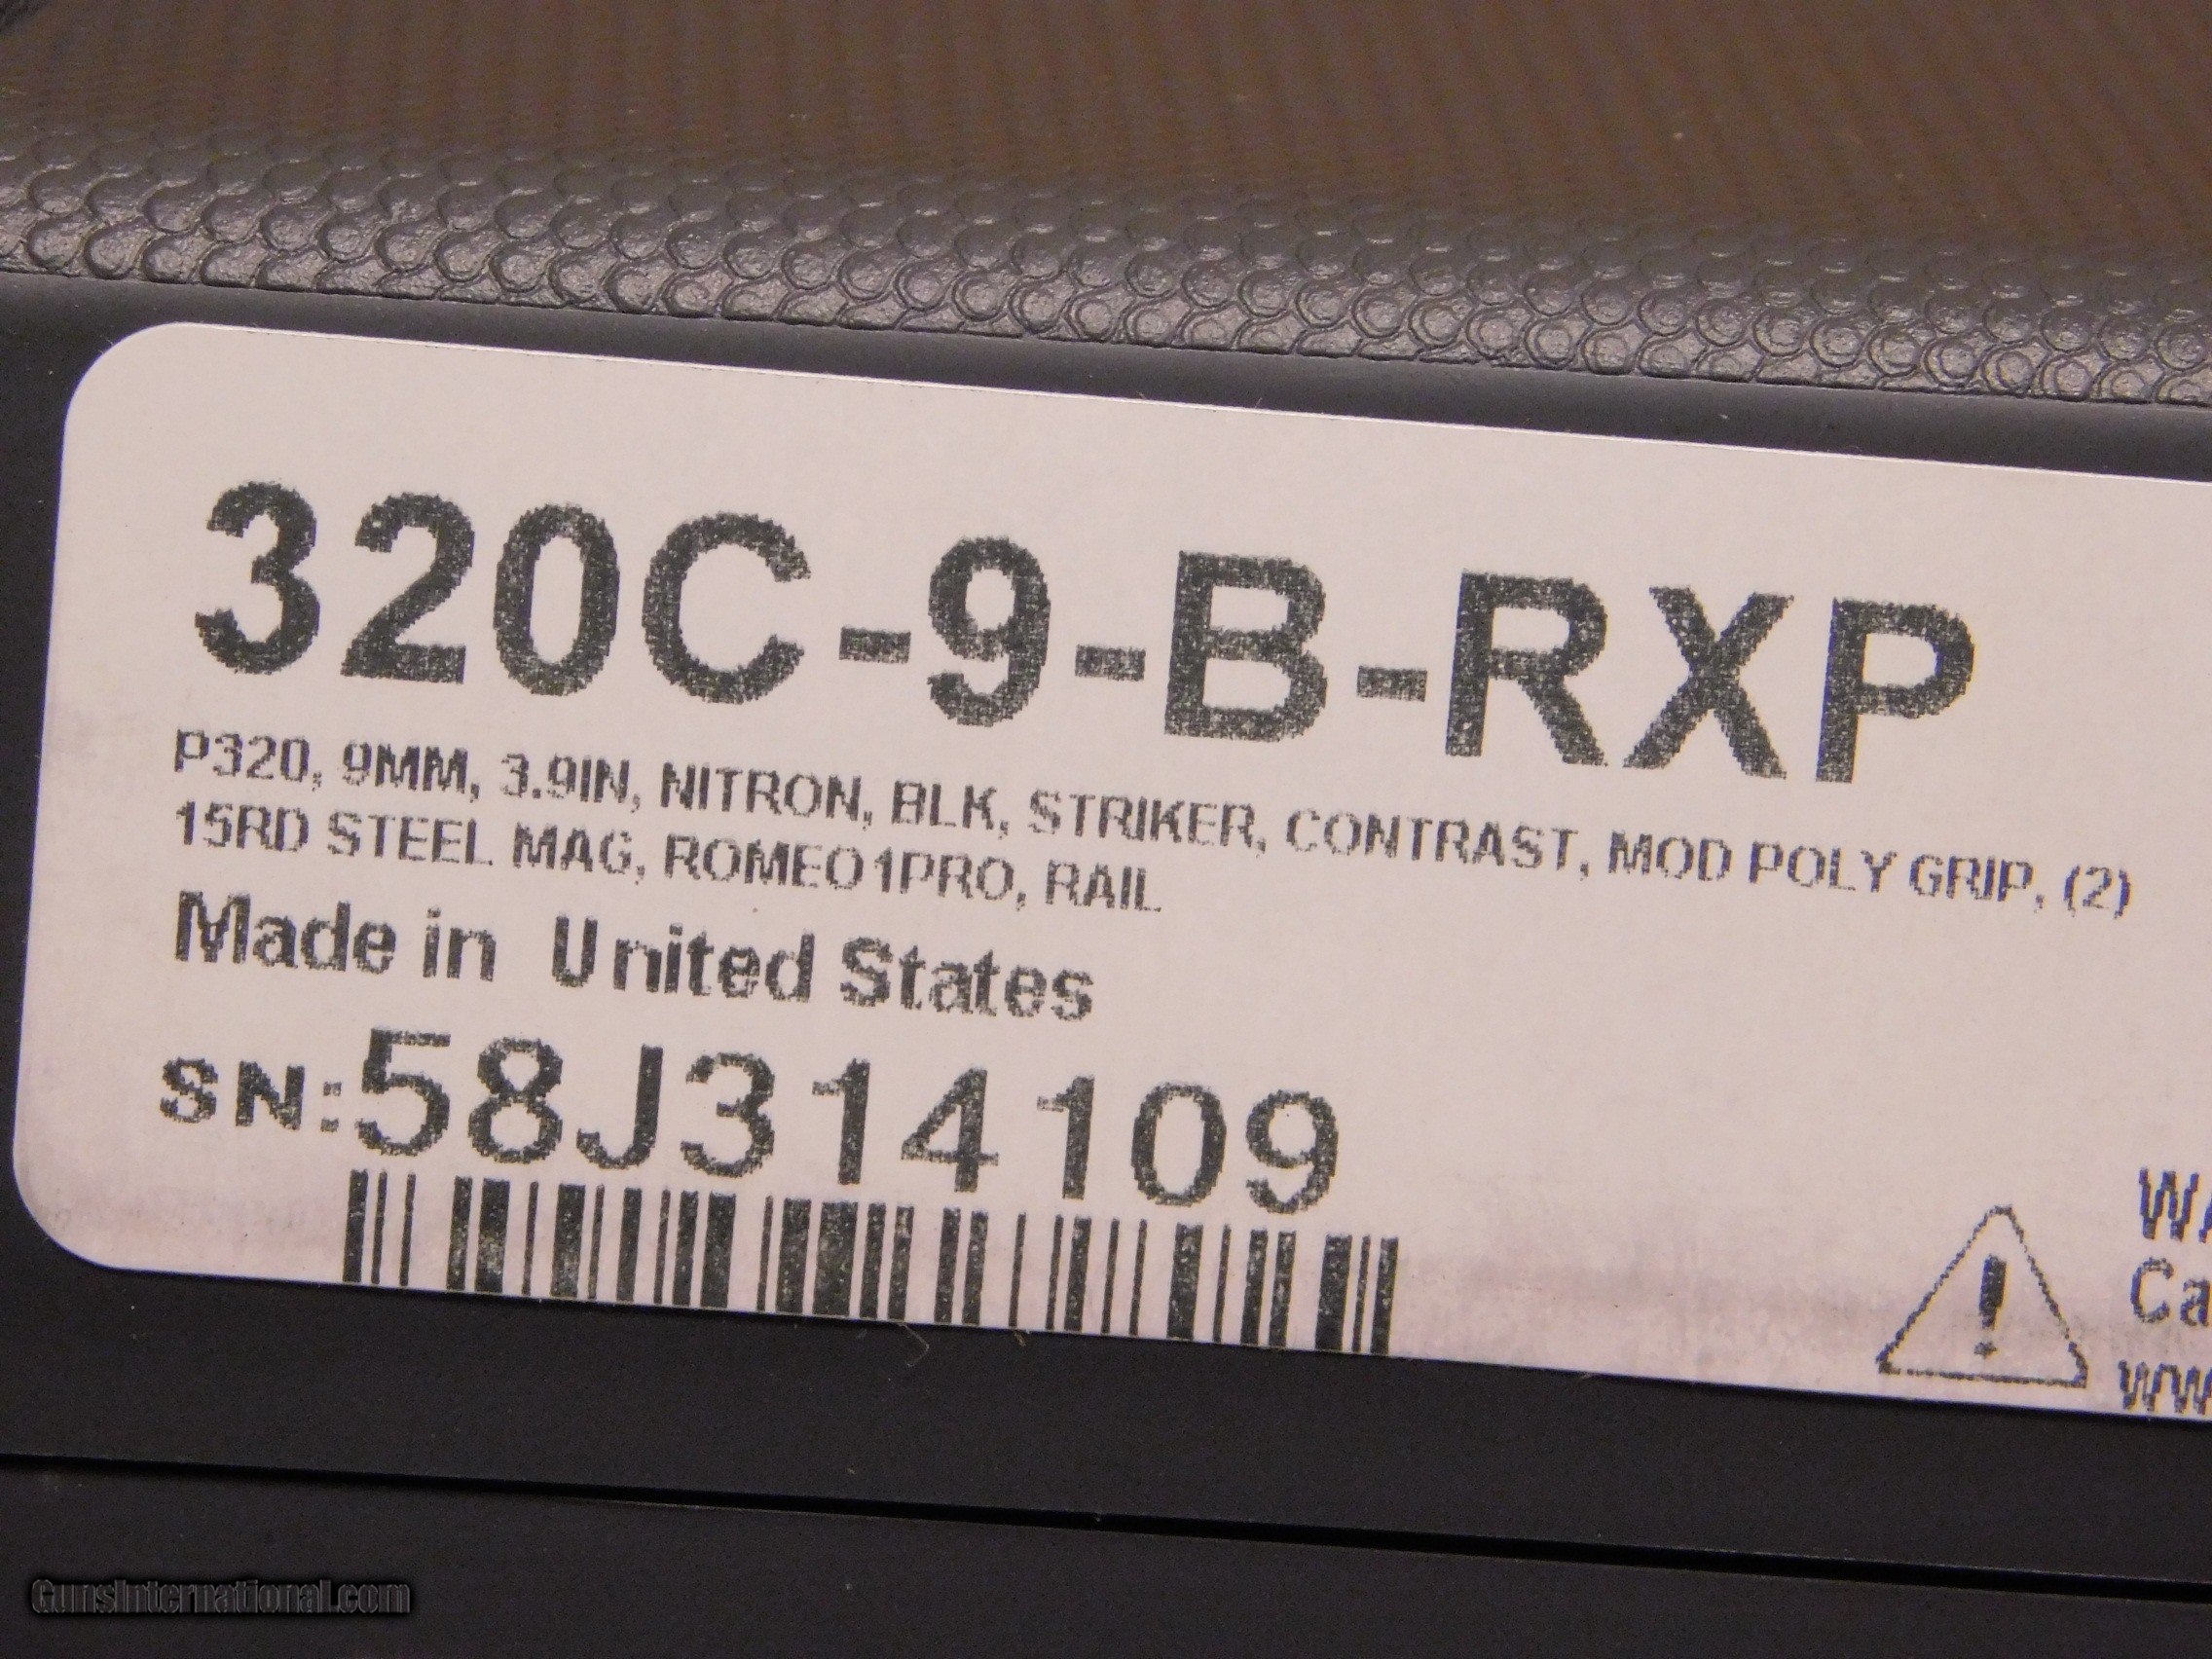 320C-9-B-RXP
P320, 9MM, 3.9IN, NITRON, BLK, STRIKER, CONTRAST, MOD POLY GRIP, (2)
15RD STEEL MAG, ROMEO1PRO, RAIL
Made in United States
SN:58J314109
!
GunsInternational.com